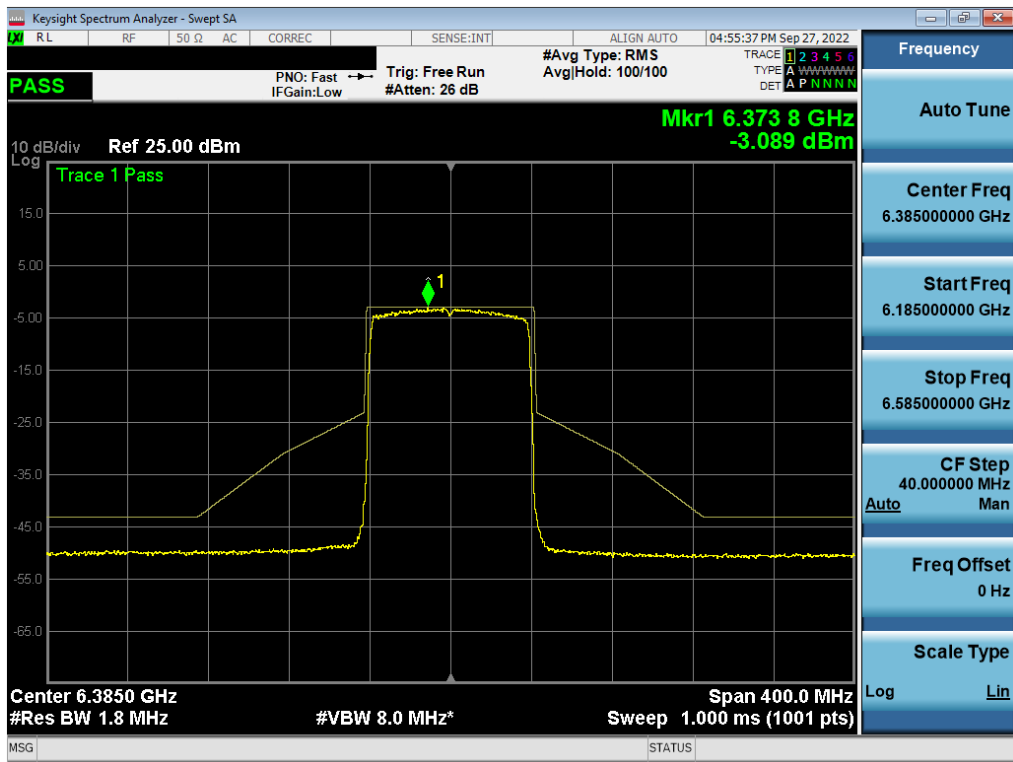 Keysight Spectrum Analyzer - Swept SA
LXI RL RF 50 Ω AC CORREC SENSE:INT ALIGN AUTO 04:55:37 PM Sep 27, 2022
PASS
PNO: Fast
IFGain:Low
Trig: Free Run
#Atten: 26 dB
#Avg Type: RMS
Avg|Hold: 100/100
TRACE 1 2 3 4 5 6
TYPE A WWWWW
DET A P N N N N
Mkr1 6.373 8 GHz
-3.089 dBm
10 dB/div
Log
Ref 25.00 dBm
Trace 1 Pass
15.0
5.00
-5.00
-15.0
-25.0
-35.0
-45.0
-55.0
-65.0
1
Center 6.3850 GHz
Span 400.0 MHz
#Res BW 1.8 MHz
#VBW 8.0 MHz*
Sweep 1.000 ms (1001 pts)
MSG
STATUS
Frequency
Auto Tune
Center Freq
6.385000000 GHz
Start Freq
6.185000000 GHz
Stop Freq
6.585000000 GHz
CF Step
40.000000 MHz
Auto Man
Freq Offset
0 Hz
Scale Type
Log Lin